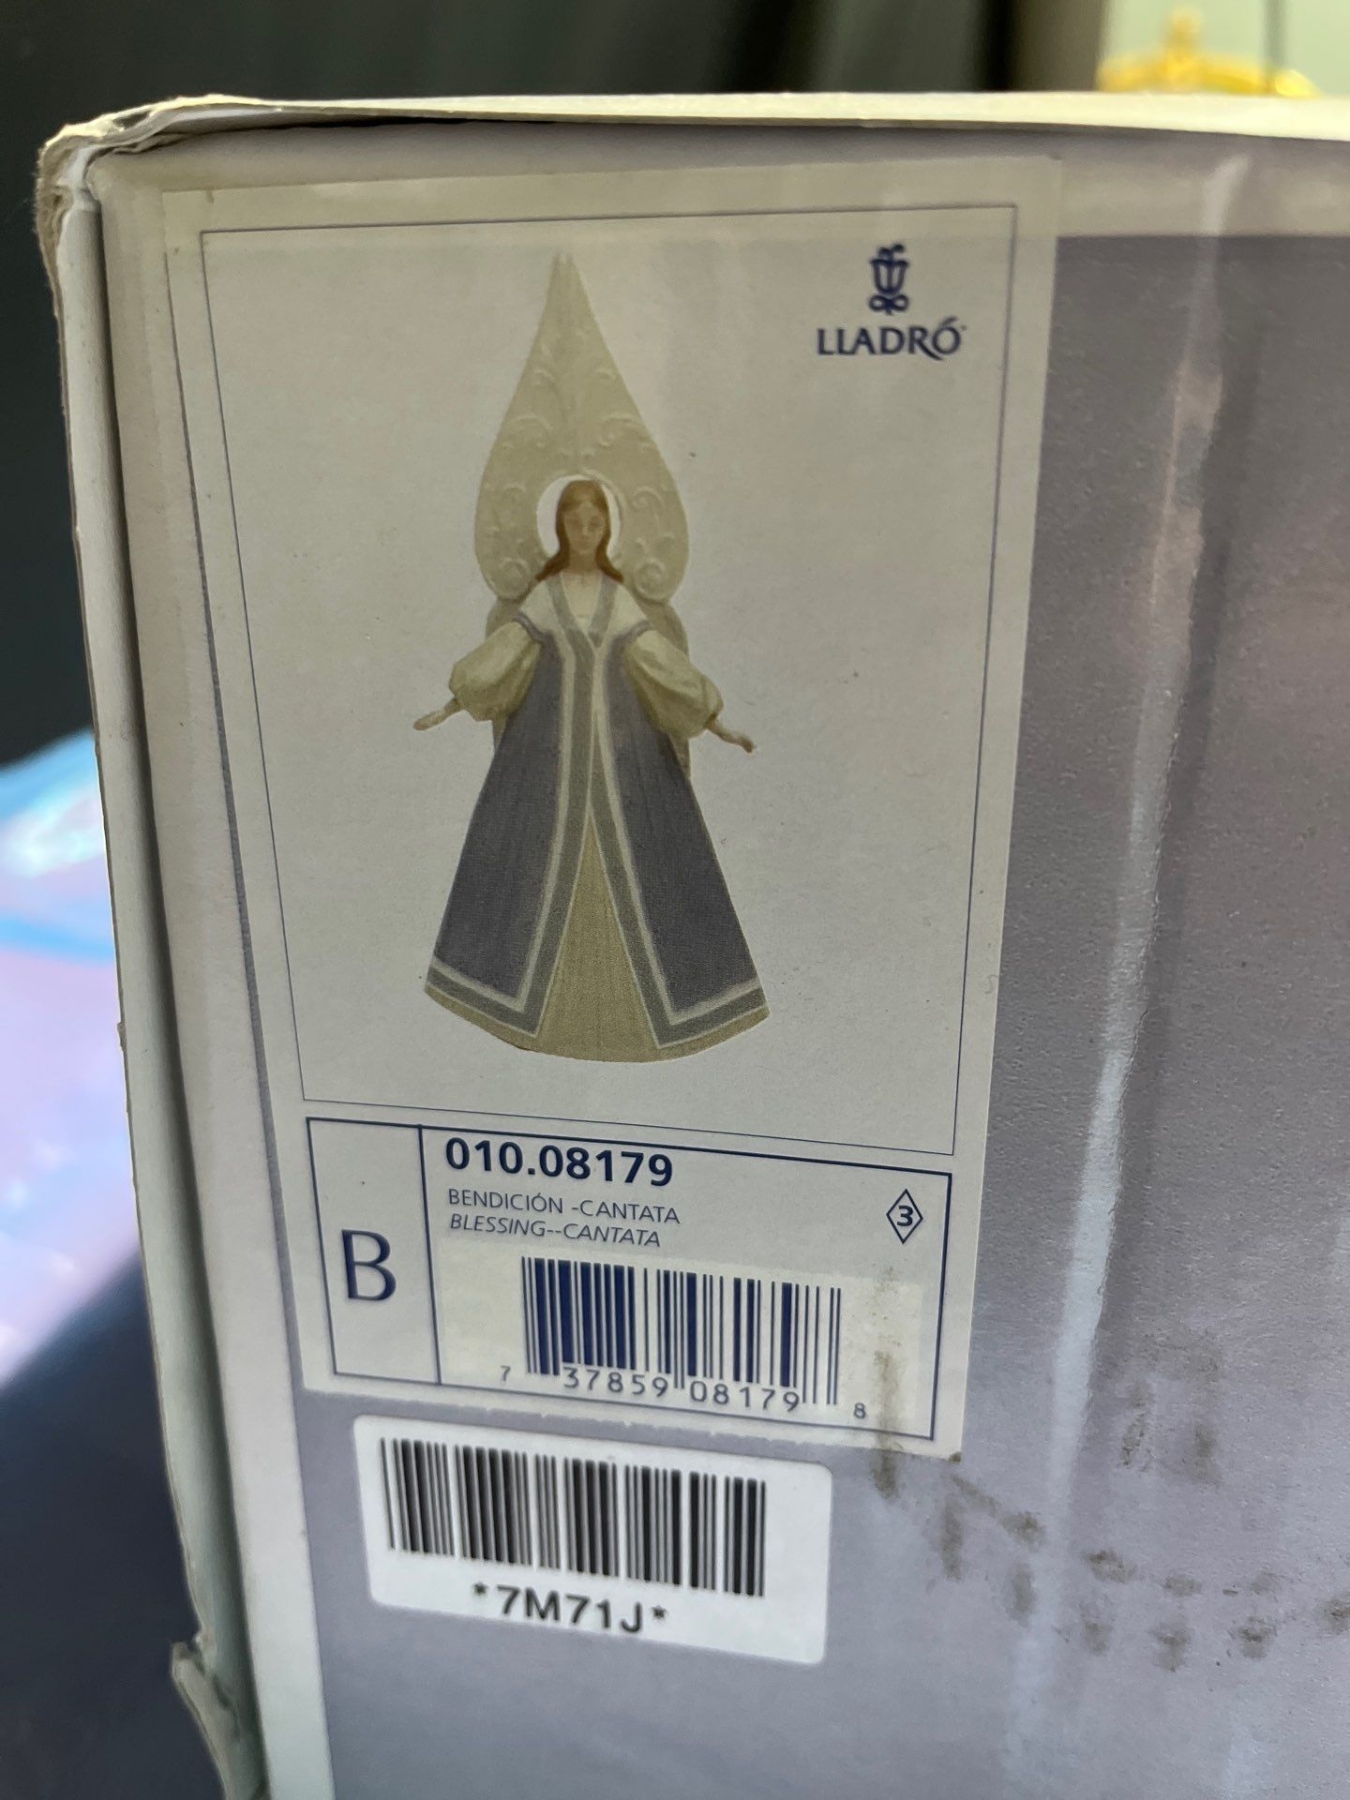 LLADRÓ
010.08179
BENDICIÓN -CANTATA
BLESSING--CANTATA
3
B
7 37859 08179 8
*7M71J*